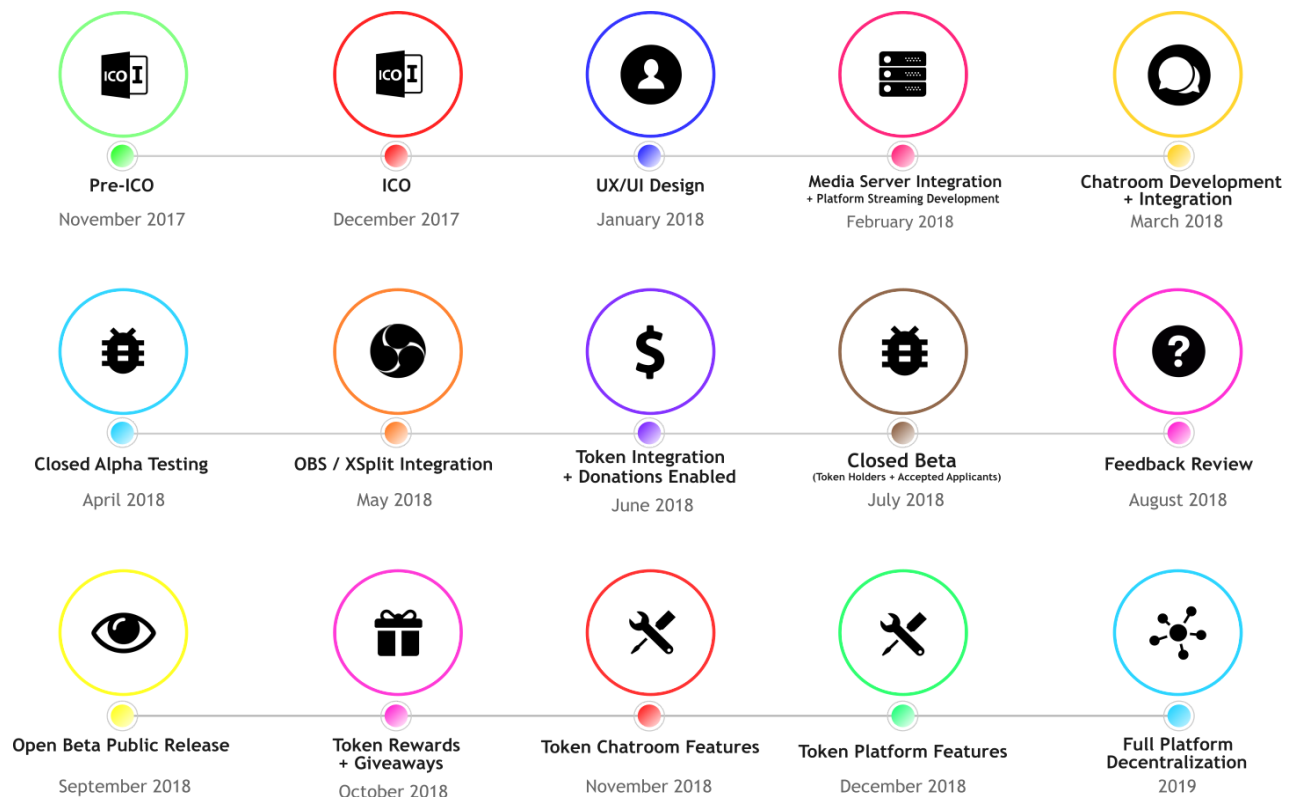 ICO I
ICO I
Pre-ICO
November 2017
ICO
December 2017
UX/UI Design
January 2018
Media Server Integration
+ Platform Streaming Development
February 2018
Chatroom Development
+ Integration
March 2018
$
?
Closed Alpha Testing
April 2018
OBS / XSplit Integration
May 2018
Token Integration
+ Donations Enabled
June 2018
Closed Beta
(Token Holders + Accepted Applicants)
July 2018
Feedback Review
August 2018
Open Beta Public Release
September 2018
Token Rewards
+ Giveaways
October 2018
Token Chatroom Features
November 2018
Token Platform Features
December 2018
Full Platform
Decentralization
2019